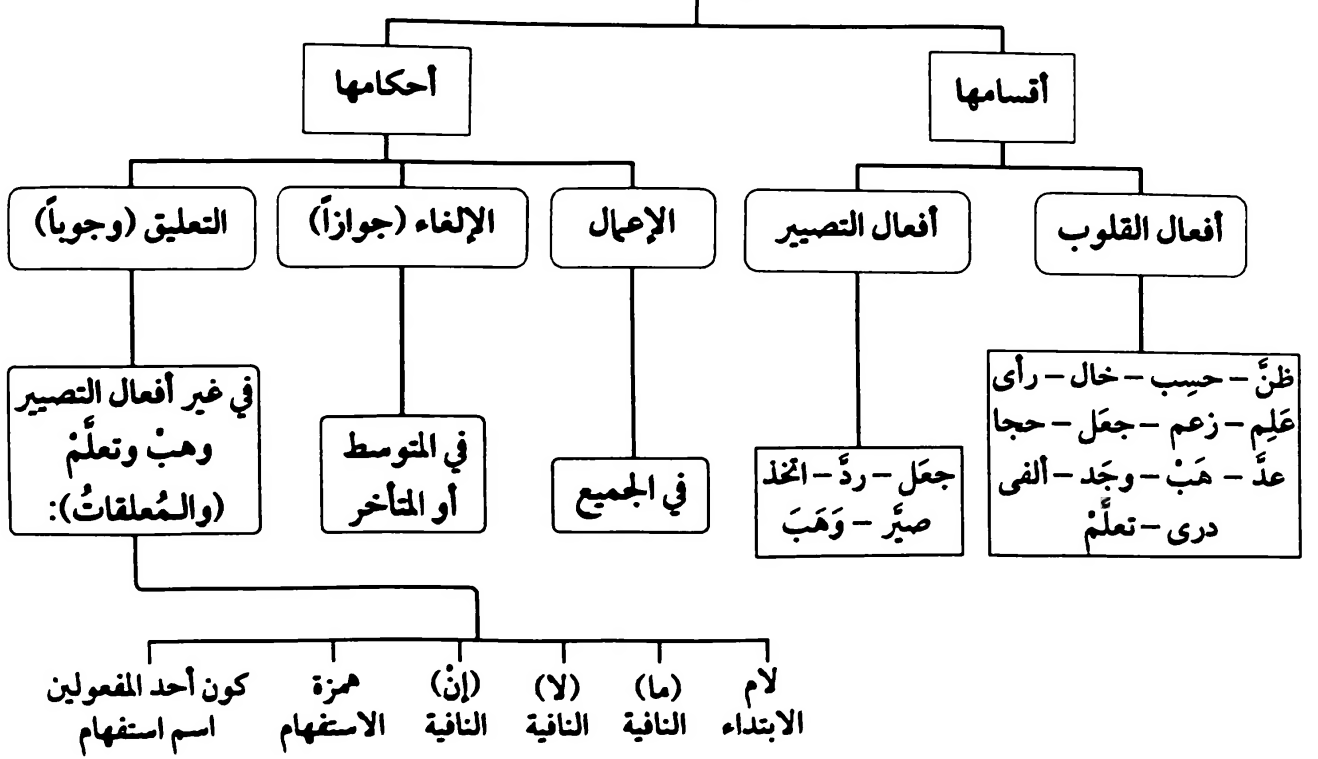 أقسامها
أحكامها
أفعال القلوب
أفعال التصيير
الإعمال
الإلغاء (جوازاً)
التعليق (وجوباً)
ظنَّ – حسِب – خال – رأى
عَلِم – زعم – جعَل – حجا
عدَّ – هَبْ – وجَد – ألفى
درى – تعلَّمْ
جعَل – ردَّ – اتخذ
صيَّر – وَهَبَ
في الجميع
في المتوسط
أو المتأخر
في غير أفعال التصيير
وهبْ وتعلَّمْ
(والـمُعلقاتُ):
لام
الابتداء
(ما)
النافية
(لا)
النافية
(إنْ)
النافية
همزة
الاستفهام
كون أحد المفعولين
اسم استفهام